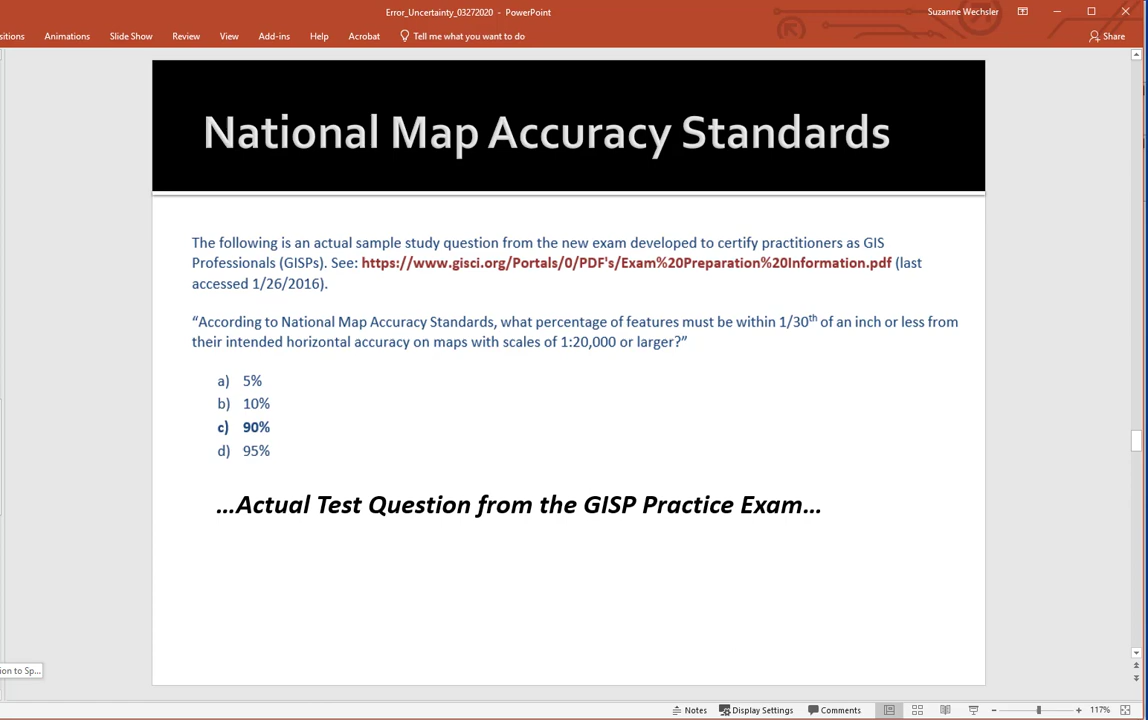 Error_Uncertainty_03272020 - PowerPoint
Suzanne Wechsler
sitions Animations Slide Show Review View Add-ins Help Acrobat Tell me what you want to do Share
National Map Accuracy Standards
The following is an actual sample study question from the new exam developed to certify practitioners as GIS
Professionals (GISPs). See: https://www.gisci.org/Portals/0/PDF's/Exam%20Preparation%20Information.pdf (last
accessed 1/26/2016).
“According to National Map Accuracy Standards, what percentage of features must be within 1/30th of an inch or less from
their intended horizontal accuracy on maps with scales of 1:20,000 or larger?”
a) 5%
b) 10%
c) 90%
d) 95%
...Actual Test Question from the GISP Practice Exam...
ion to Sp...
Notes Display Settings Comments 117%